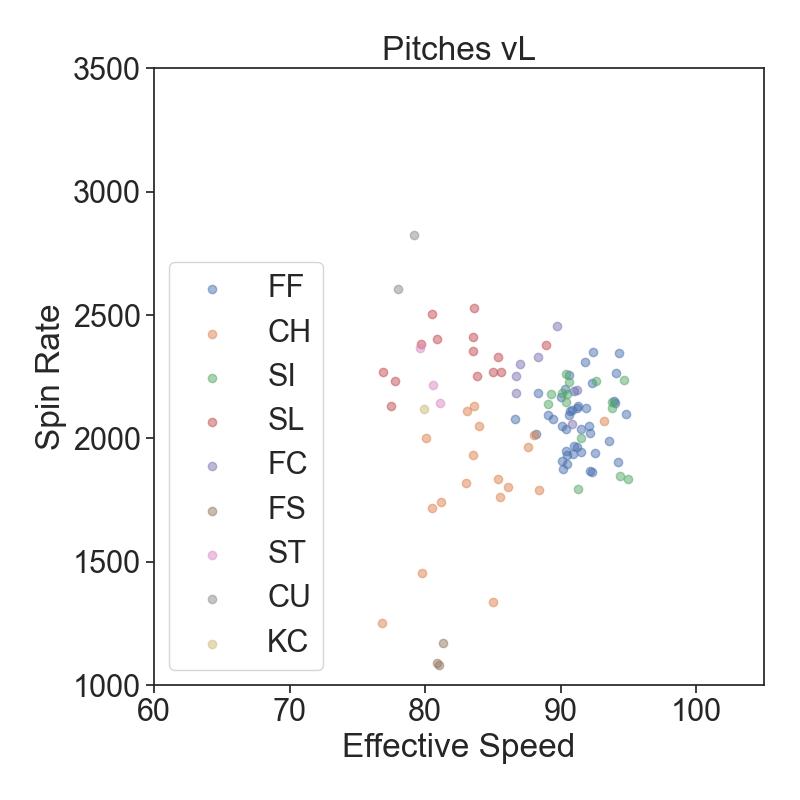 Pitches vL
3500
3000
2500
2000
1500
1000
Spin Rate
FF
CH
SI
SL
FC
FS
ST
CU
KC
60 70 80 90 100
Effective Speed